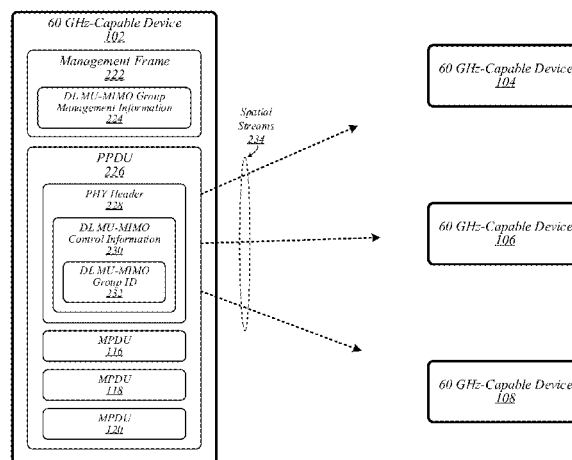 60 GHz-Capable Device
102
Management Frame
222
DL MU-MIMO Group
Management Information
224
PPDU
226
PHY Header
228
DL MU-MIMO
Control Information
230
DL MU-MIMO
Group ID
232
MPDU
116
MPDU
118
MPDU
120
Spatial
Streams
234
60 GHz-Capable Device
104
60 GHz-Capable Device
106
60 GHz-Capable Device
108